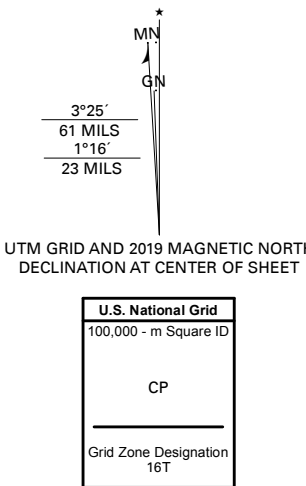 ★
MN
GN
3°25´
61 MILS
1°16´
23 MILS
UTM GRID AND 2019 MAGNETIC NORTH
DECLINATION AT CENTER OF SHEET
U.S. National Grid
100,000 - m Square ID
CP
Grid Zone Designation
16T